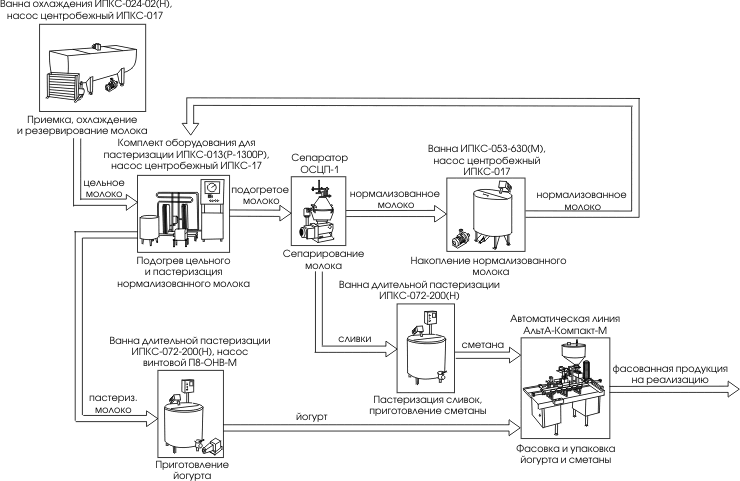 Ванна охлаждения ИПКС-024-02(Н),
насос центробежный ИПКС-017
Приемка, охлаждение
и резервирование молока
цельное
молоко
Комплект оборудования для
пастеризации ИПКС-013(Р-1300Р),
насос центробежный ИПКС-17
Подогрев цельного
и пастеризация
нормализованного молока
подогретое
молоко
Сепаратор
ОСЦП-1
Сепарирование
молока
нормализованное
молоко
Ванна ИПКС-053-630(М),
насос центробежный
ИПКС-017
Накопление нормализованного
молока
нормализованное
молоко
сливки
Ванна длительной пастеризации
ИПКС-072-200(Н)
Пастеризация сливок,
приготовление сметаны
сметана
Автоматическая линия
АльтА-Компакт-М
Фасовка и упаковка
йогурта и сметаны
фасованная продукция
на реализацию
пастериз.
молоко
Ванна длительной пастеризации
ИПКС-072-200(Н), насос
винтовой П8-ОНВ-М
Приготовление
йогурта
йогурт